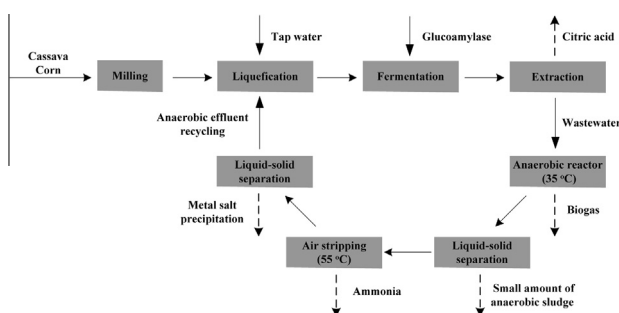 Tap water
Glucoamylase
Citric acid
Cassava
Corn
Milling
Liquefication
Fermentation
Extraction
Anaerobic effluent
recycling
Wastewater
Liquid-solid
separation
Anaerobic reactor
(35 °C)
Metal salt
precipitation
Biogas
Air stripping
(55 °C)
Liquid-solid
separation
Ammonia
Small amount of
anaerobic sludge